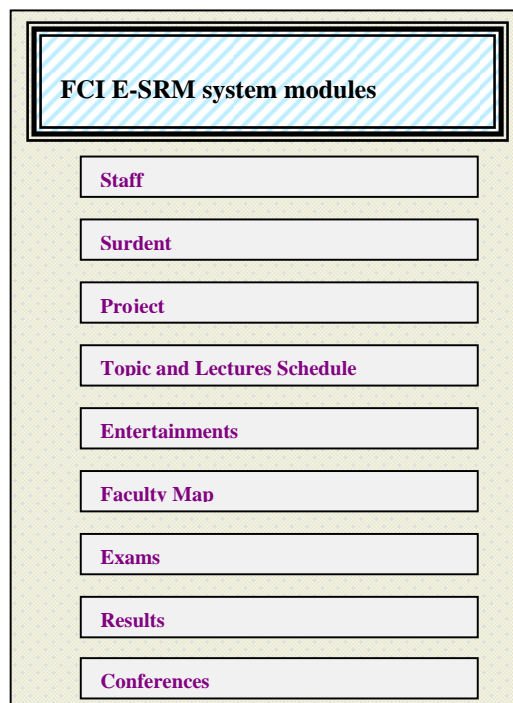 FCI E-SRM system modules
Staff
Surdent
Project
Topic and Lectures Schedule
Entertainments
Faculty Map
Exams
Results
Conferences